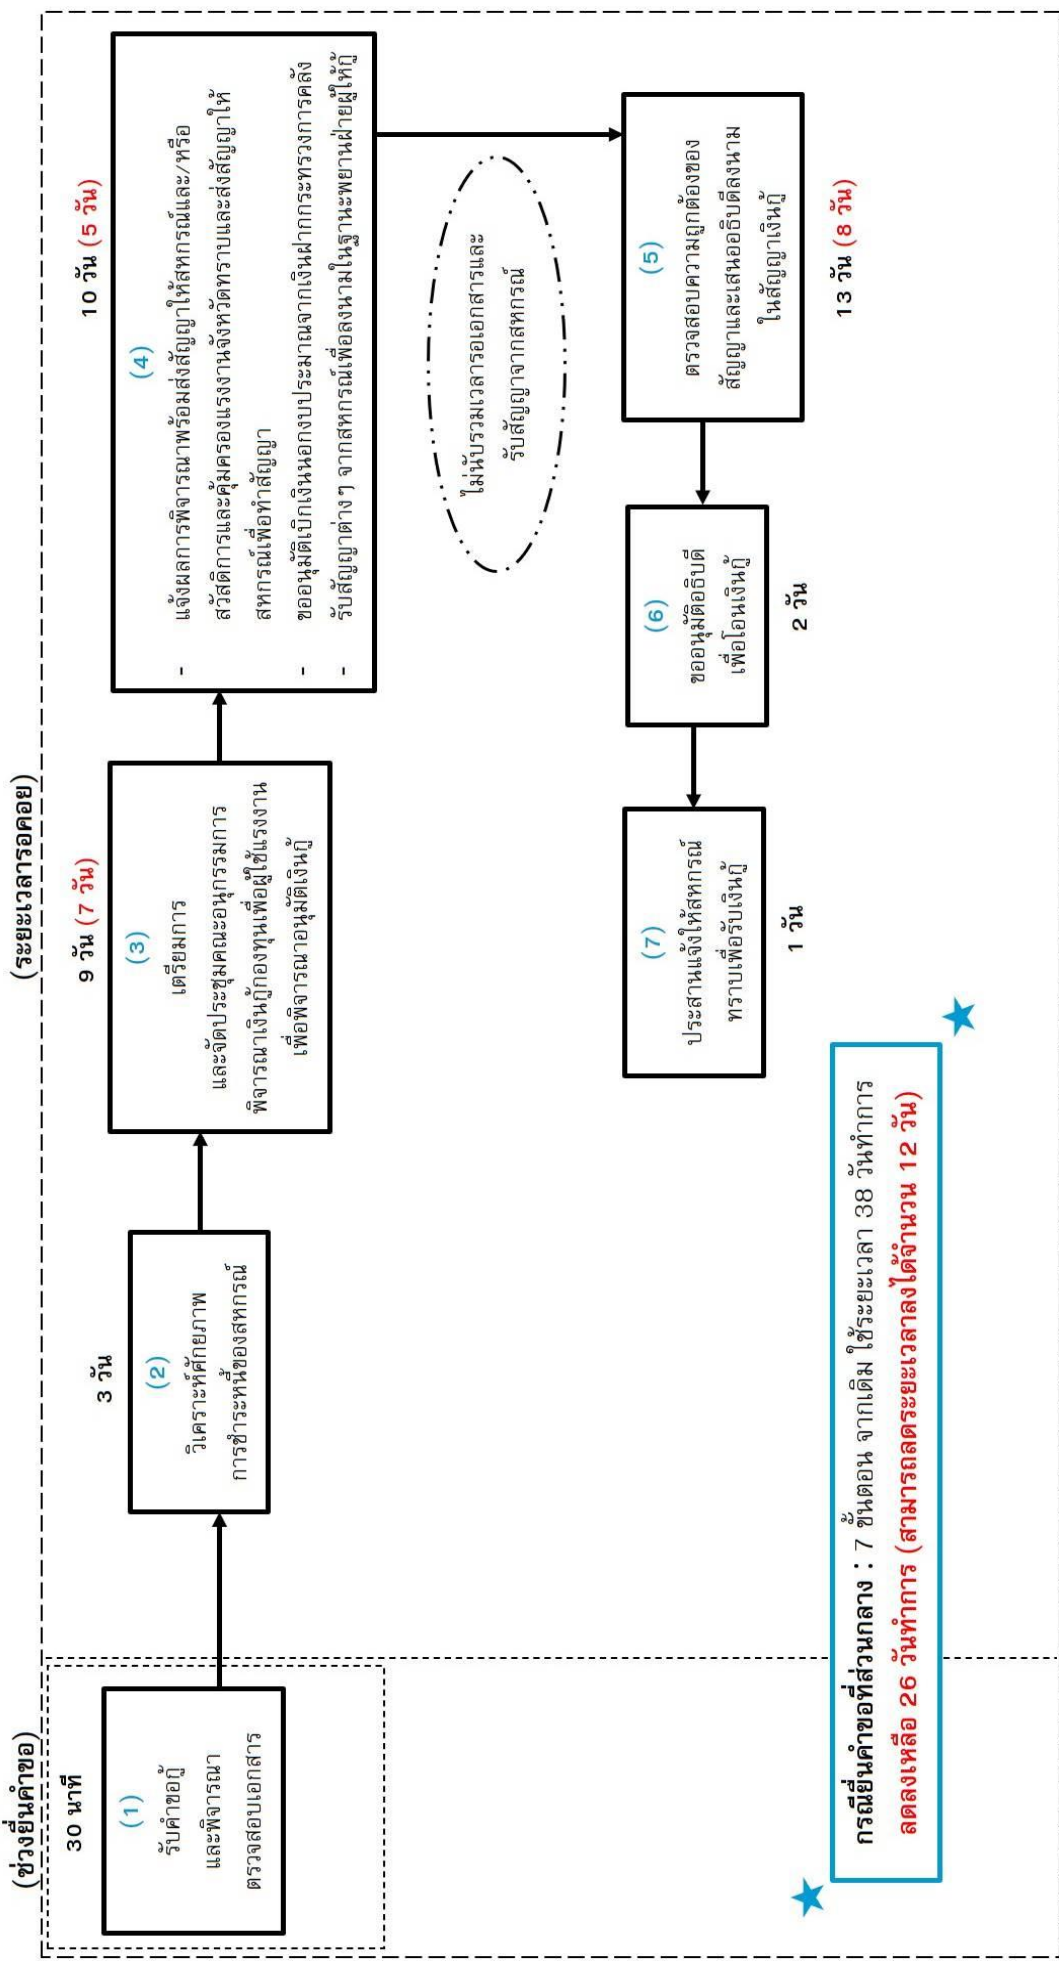 (ช่วงยื่นคำขอ)
(ระยะเวลารอคอย)
30 นาที
(1)
รับคำขอกู้
และพิจารณา
ตรวจสอบเอกสาร
3 วัน
(2)
วิเคราะห์ศักยภาพ
การชำระหนี้ของสหกรณ์
9 วัน (7 วัน)
(3)
เตรียมการ
และจัดประชุมคณะอนุกรรมการ
พิจารณาเงินกู้กองทุนเพื่อผู้ใช้แรงงาน
เพื่อพิจารณาอนุมัติเงินกู้
10 วัน (5 วัน)
(4)
- แจ้งผลการพิจารณาพร้อมส่งสัญญาให้สหกรณ์และ/หรือ
สวัสดิการและคุ้มครองแรงงานจังหวัดทราบและส่งสัญญาให้
สหกรณ์เพื่อทำสัญญา
- ขออนุมัติเบิกเงินนอกงบประมาณจากเงินฝากกระทรวงการคลัง
- รับสัญญาต่างๆ จากสหกรณ์เพื่อลงนามในฐานะพยานฝ่ายผู้ให้กู้
ไม่นับรวมเวลารอเอกสารและ
รับสัญญาจากสหกรณ์
(5)
ตรวจสอบความถูกต้องของ
สัญญาและเสนออธิบดีลงนาม
ในสัญญาเงินกู้
13 วัน (8 วัน)
(6)
ขออนุมัติอธิบดี
เพื่อโอนเงินกู้
2 วัน
(7)
ประสานแจ้งให้สหกรณ์
ทราบเพื่อรับเงินกู้
1 วัน
กรณียื่นคำขอที่ส่วนกลาง : 7 ขั้นตอน จากเดิม ใช้ระยะเวลา 38 วันทำการ
ลดลงเหลือ 26 วันทำการ (สามารถลดระยะเวลาลงได้จำนวน 12 วัน)